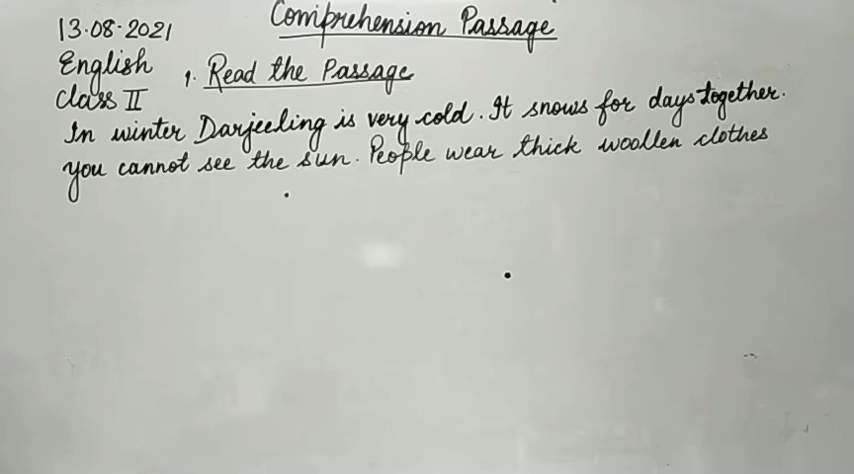 13.08.2021
Comprehension Passage
English
Class II
1. Read the Passage
In winter Darjeeling is very cold. It snows for days together.
You cannot see the sun. People wear thick woollen clothes